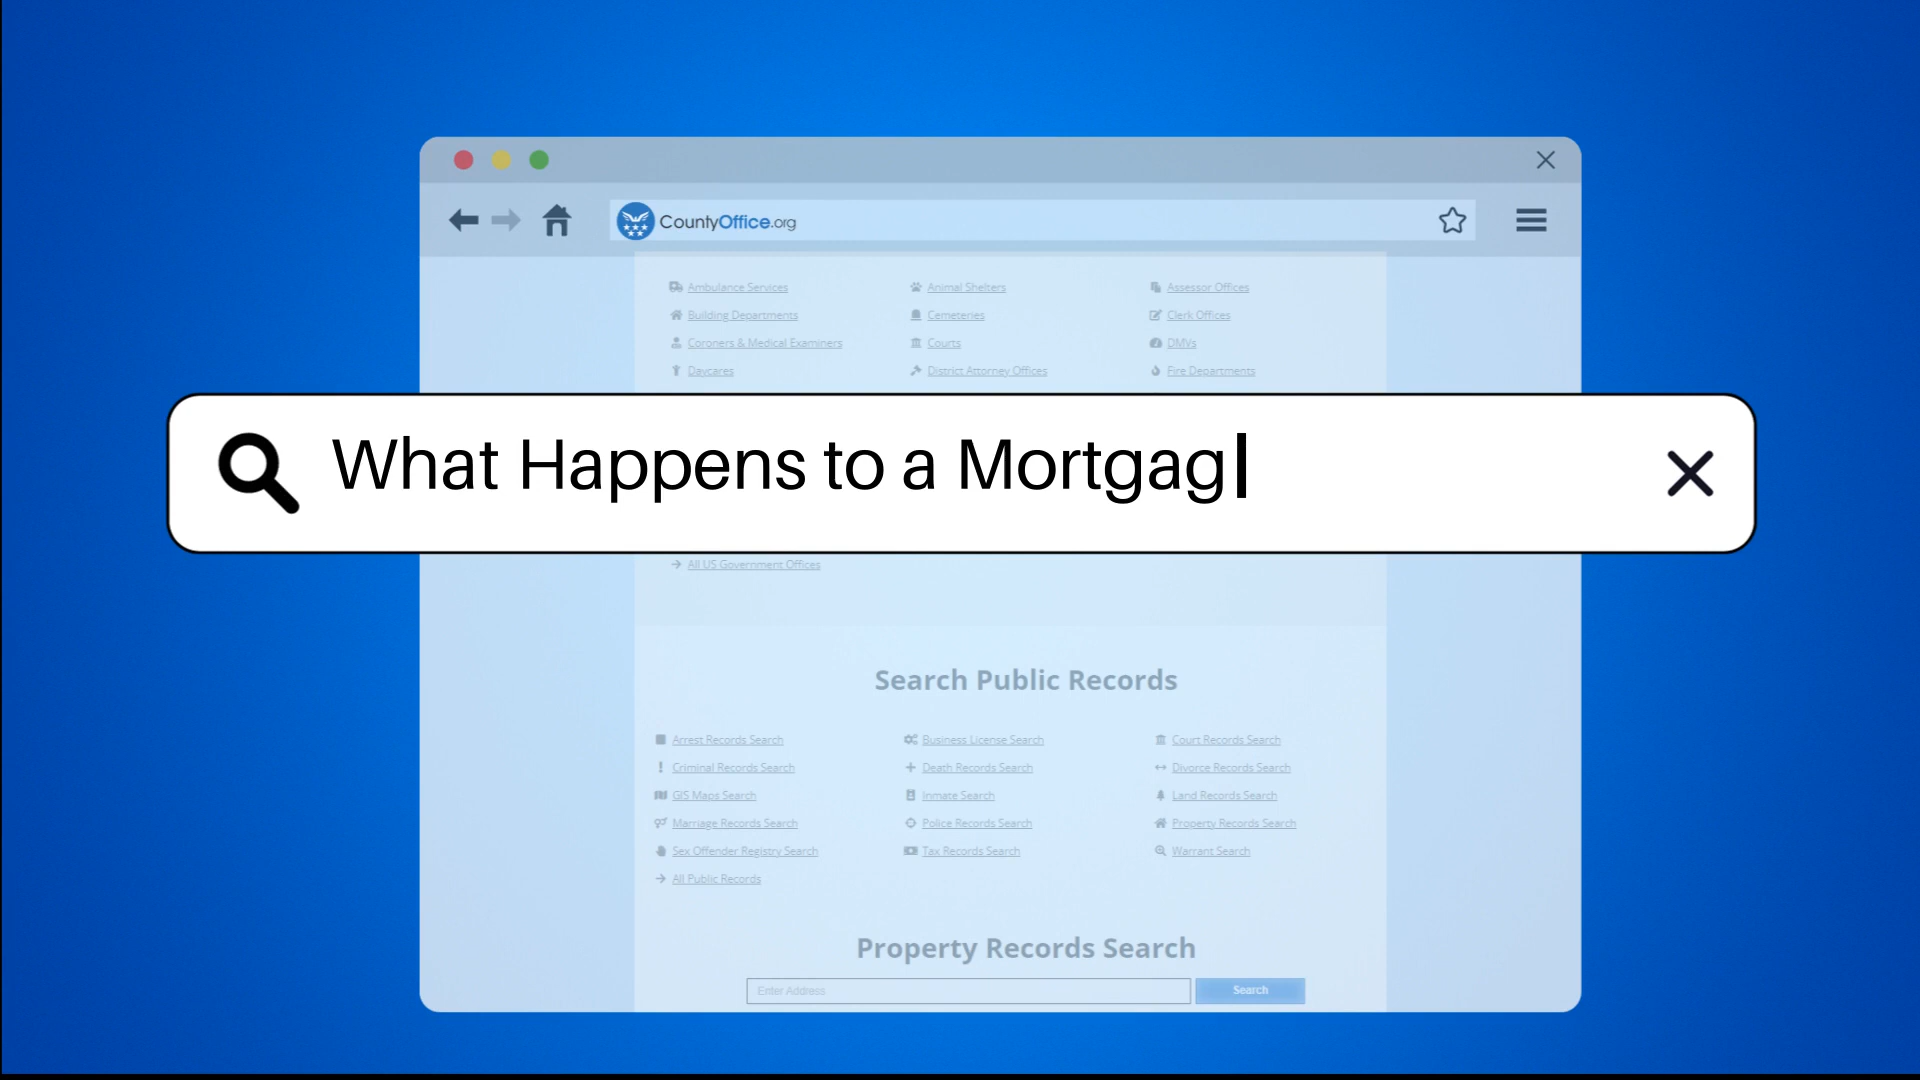 CountyOffice.org
Ambulance Services Animal Shelters Assessor Offices
Building Departments Cemeteries Clerk Offices
Coroners & Medical Examiners Courts DMVs
Daycares District Attorney Offices Fire Departments
What Happens to a Mortgag
All US Government Offices
Search Public Records
Arrest Records Search Business License Search Court Records Search
Criminal Records Search Death Records Search Divorce Records Search
GIS Maps Search Inmate Search Land Records Search
Marriage Records Search Police Records Search Property Records Search
Sex Offender Registry Search Tax Records Search Warrant Search
All Public Records
Property Records Search
Enter Address Search